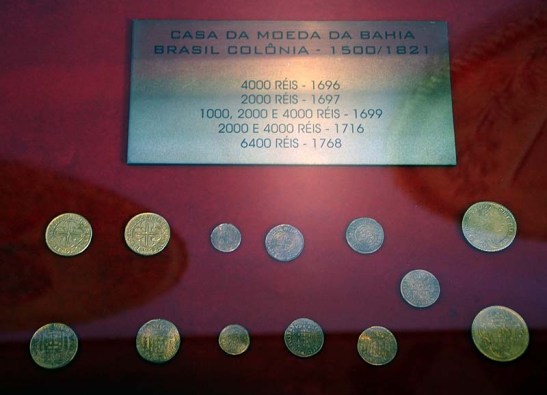 CASA DA MOEDA DA BAHIA
BRASIL COLÔNIA - 1500/1821
4000 RÉIS - 1696
2000 RÉIS - 1697
1000, 2000 E 4000 RÉIS - 1699
2000 E 4000 RÉIS - 1716
6400 RÉIS - 1768